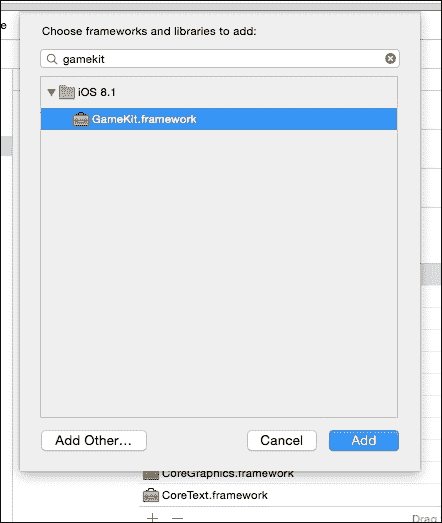 e
Choose frameworks and libraries to add:
gamekit
iOS 8.1
GameKit.framework
Add Other...
Cancel
Add
CoreGraphics.framework
CoreText.framework
Drag